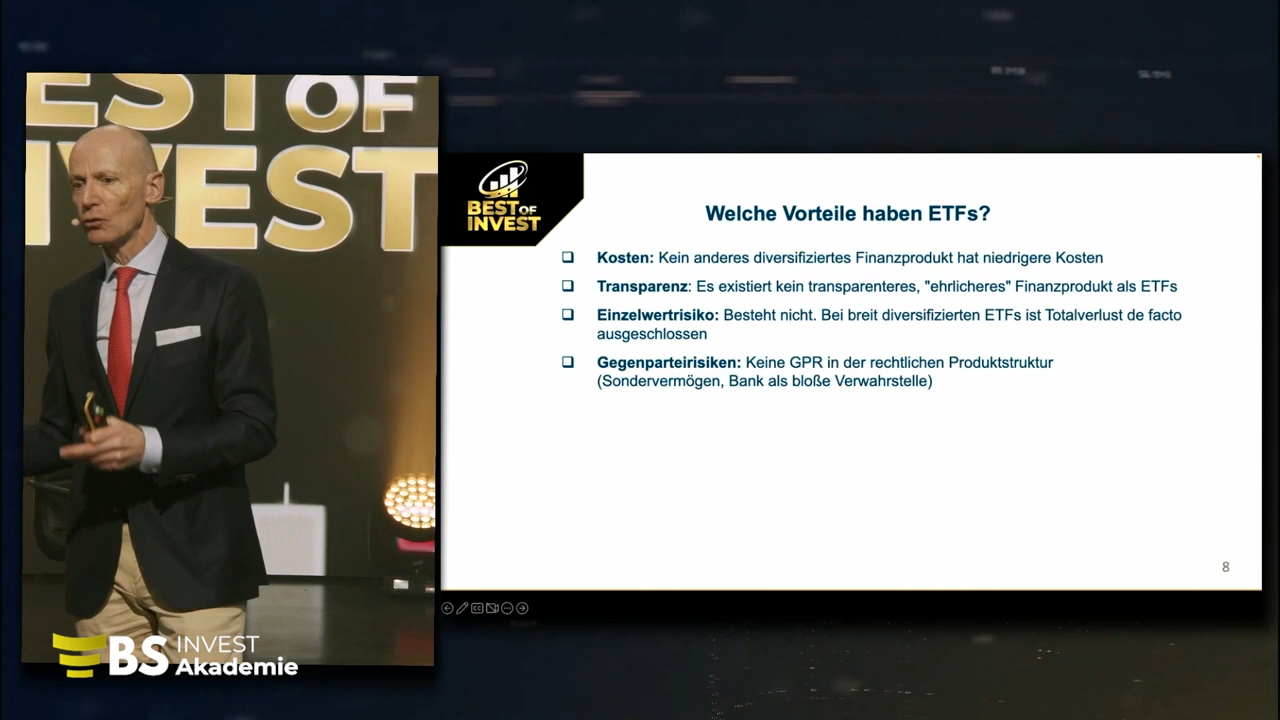 EST OF
INVEST
BEST OF
INVEST
Welche Vorteile haben ETFs?
Kosten: Kein anderes diversifiziertes Finanzprodukt hat niedrigere Kosten
Transparenz: Es existiert kein transparenteres, "ehrlicheres" Finanzprodukt als ETFs
Einzelwertrisiko: Besteht nicht. Bei breit diversifizierten ETFs ist Totalverlust de facto
ausgeschlossen
Gegenparteirisiken: Keine GPR in der rechtlichen Produktstruktur
(Sondervermögen, Bank als bloße Verwahrstelle)
8
BS INVEST
Akademie